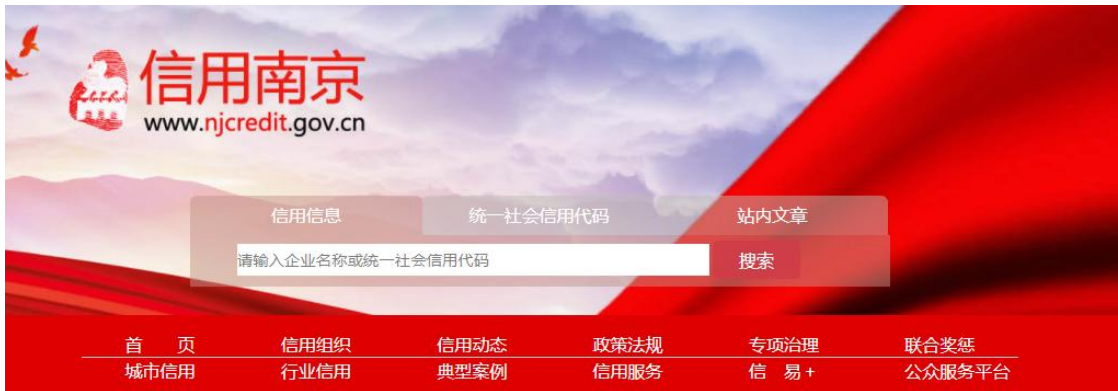 信用南京
www.njcredit.gov.cn
信用信息 统一社会信用代码 站内文章
请输入企业名称或统一社会信用代码 搜索
首 页 信用组织 信用动态 政策法规 专项治理 联合奖惩
城市信用 行业信用 典型案例 信用服务 信 易+ 公众服务平台